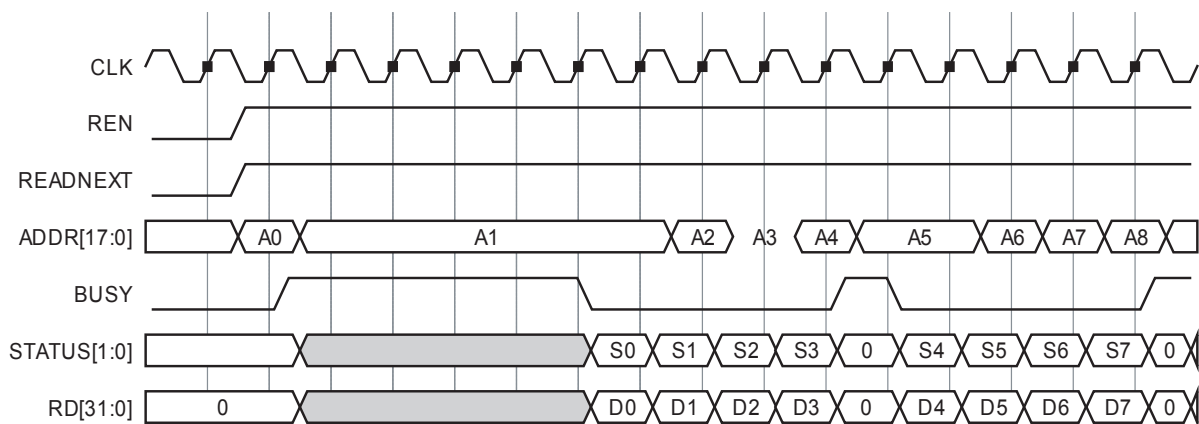 CLK
REN
READNEXT
ADDR[17:0] A0 A1 A2 A3 A4 A5 A6 A7 A8
BUSY
STATUS[1:0] S0 S1 S2 S3 0 S4 S5 S6 S7 0
RD[31:0] 0 D0 D1 D2 D3 0 D4 D5 D6 D7 0